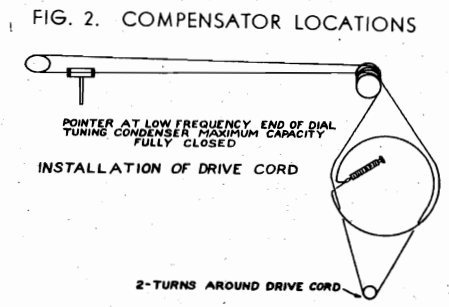 FIG. 2. COMPENSATOR LOCATIONS
POINTER AT LOW FREQUENCY END OF DIAL
TUNING CONDENSER MAXIMUM CAPACITY
FULLY CLOSED
INSTALLATION OF DRIVE CORD
2-TURNS AROUND DRIVE CORD